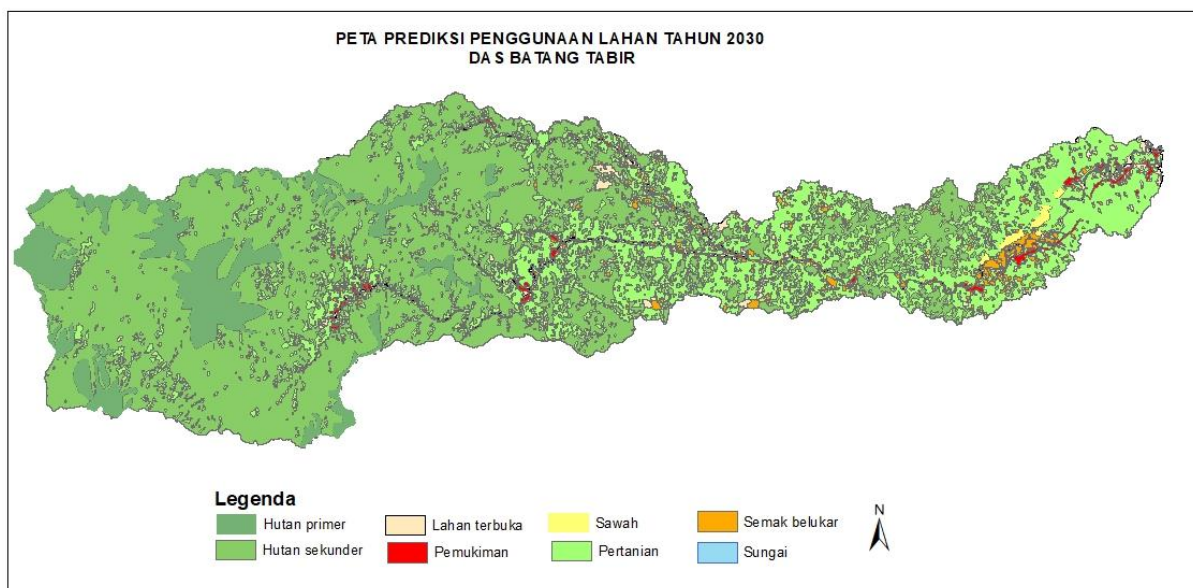 PETA PREDIKSI PENGGUNAAN LAHAN TAHUN 2030
DAS BATANG TABIR
Legenda
Hutan primer
Hutan sekunder
Lahan terbuka
Pemukiman
Sawah
Pertanian
Semak belukar
Sungai
N